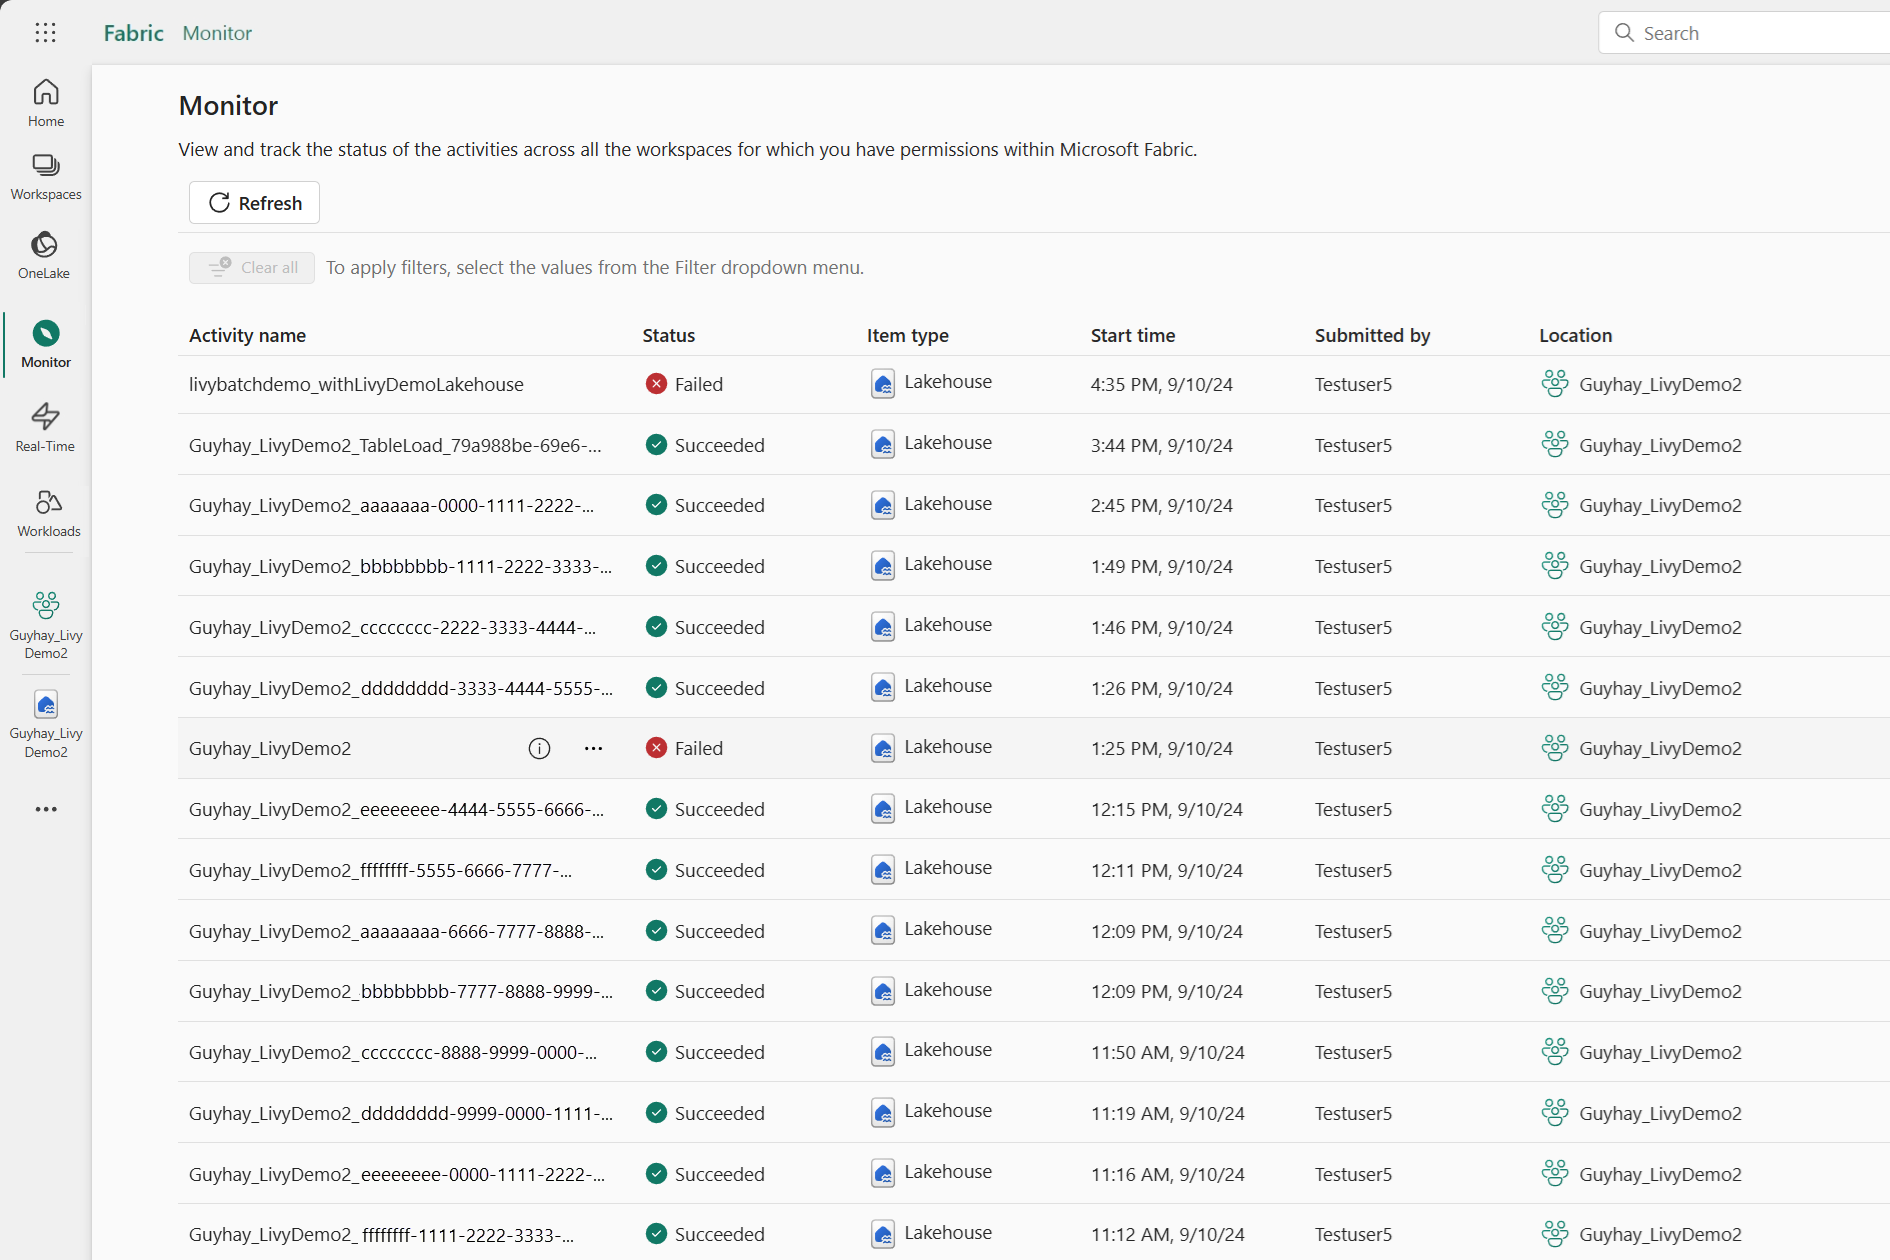 Fabric Monitor
Search
Home
Workspaces
OneLake
Monitor
Real-Time
Workloads
Guyhay_Livy
Demo2
Guyhay_Livy
Demo2
Monitor
View and track the status of the activities across all the workspaces for which you have permissions within Microsoft Fabric.
Refresh
Clear all To apply filters, select the values from the Filter dropdown menu.
Activity name Status Item type Start time Submitted by Location
livybatchdemo_withLivyDemoLakehouse Failed Lakehouse 4:35 PM, 9/10/24 Testuser5 Guyhay_LivyDemo2
Guyhay_LivyDemo2_TableLoad_79a988be-69e6-... Succeeded Lakehouse 3:44 PM, 9/10/24 Testuser5 Guyhay_LivyDemo2
Guyhay_LivyDemo2_aaaaaaa-0000-1111-2222-... Succeeded Lakehouse 2:45 PM, 9/10/24 Testuser5 Guyhay_LivyDemo2
Guyhay_LivyDemo2_bbbbbbbb-1111-2222-3333-... Succeeded Lakehouse 1:49 PM, 9/10/24 Testuser5 Guyhay_LivyDemo2
Guyhay_LivyDemo2_cccccccc-2222-3333-4444-... Succeeded Lakehouse 1:46 PM, 9/10/24 Testuser5 Guyhay_LivyDemo2
Guyhay_LivyDemo2_dddddddd-3333-4444-5555-... Succeeded Lakehouse 1:26 PM, 9/10/24 Testuser5 Guyhay_LivyDemo2
Guyhay_LivyDemo2 ... Failed Lakehouse 1:25 PM, 9/10/24 Testuser5 Guyhay_LivyDemo2
Guyhay_LivyDemo2_eeeeeeee-4444-5555-6666-... Succeeded Lakehouse 12:15 PM, 9/10/24 Testuser5 Guyhay_LivyDemo2
Guyhay_LivyDemo2_ffffffff-5555-6666-7777-... Succeeded Lakehouse 12:11 PM, 9/10/24 Testuser5 Guyhay_LivyDemo2
Guyhay_LivyDemo2_aaaaaaaa-6666-7777-8888-... Succeeded Lakehouse 12:09 PM, 9/10/24 Testuser5 Guyhay_LivyDemo2
Guyhay_LivyDemo2_bbbbbbbb-7777-8888-9999-... Succeeded Lakehouse 12:09 PM, 9/10/24 Testuser5 Guyhay_LivyDemo2
Guyhay_LivyDemo2_cccccccc-8888-9999-0000-... Succeeded Lakehouse 11:50 AM, 9/10/24 Testuser5 Guyhay_LivyDemo2
Guyhay_LivyDemo2_dddddddd-9999-0000-1111-... Succeeded Lakehouse 11:19 AM, 9/10/24 Testuser5 Guyhay_LivyDemo2
Guyhay_LivyDemo2_eeeeeeee-0000-1111-2222-... Succeeded Lakehouse 11:16 AM, 9/10/24 Testuser5 Guyhay_LivyDemo2
Guyhay_LivyDemo2_ffffffff-1111-2222-3333-... Succeeded Lakehouse 11:12 AM, 9/10/24 Testuser5 Guyhay_LivyDemo2